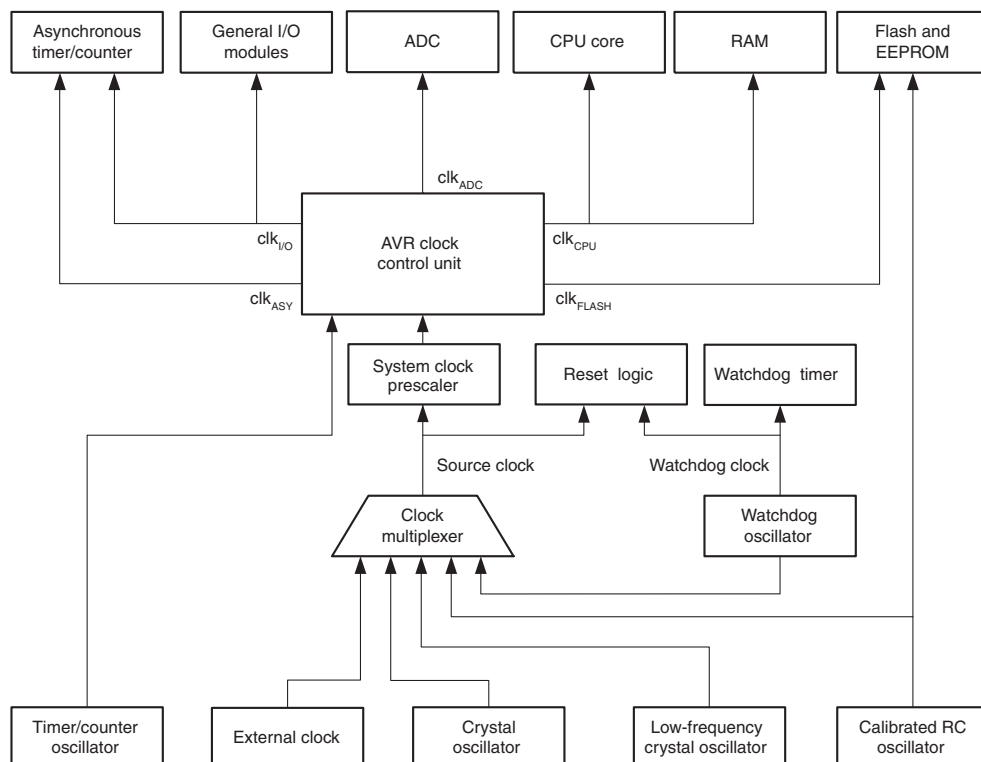 Asynchronous
timer/counter
General I/O
modules
ADC
CPU core
RAM
Flash and
EEPROM
clkADC
clkI/O
AVR clock
control unit
clkCPU
clkASY
clkFLASH
System clock
prescaler
Reset logic
Watchdog timer
Source clock
Watchdog clock
Clock
multiplexer
Watchdog
oscillator
Timer/counter
oscillator
External clock
Crystal
oscillator
Low-frequency
crystal oscillator
Calibrated RC
oscillator